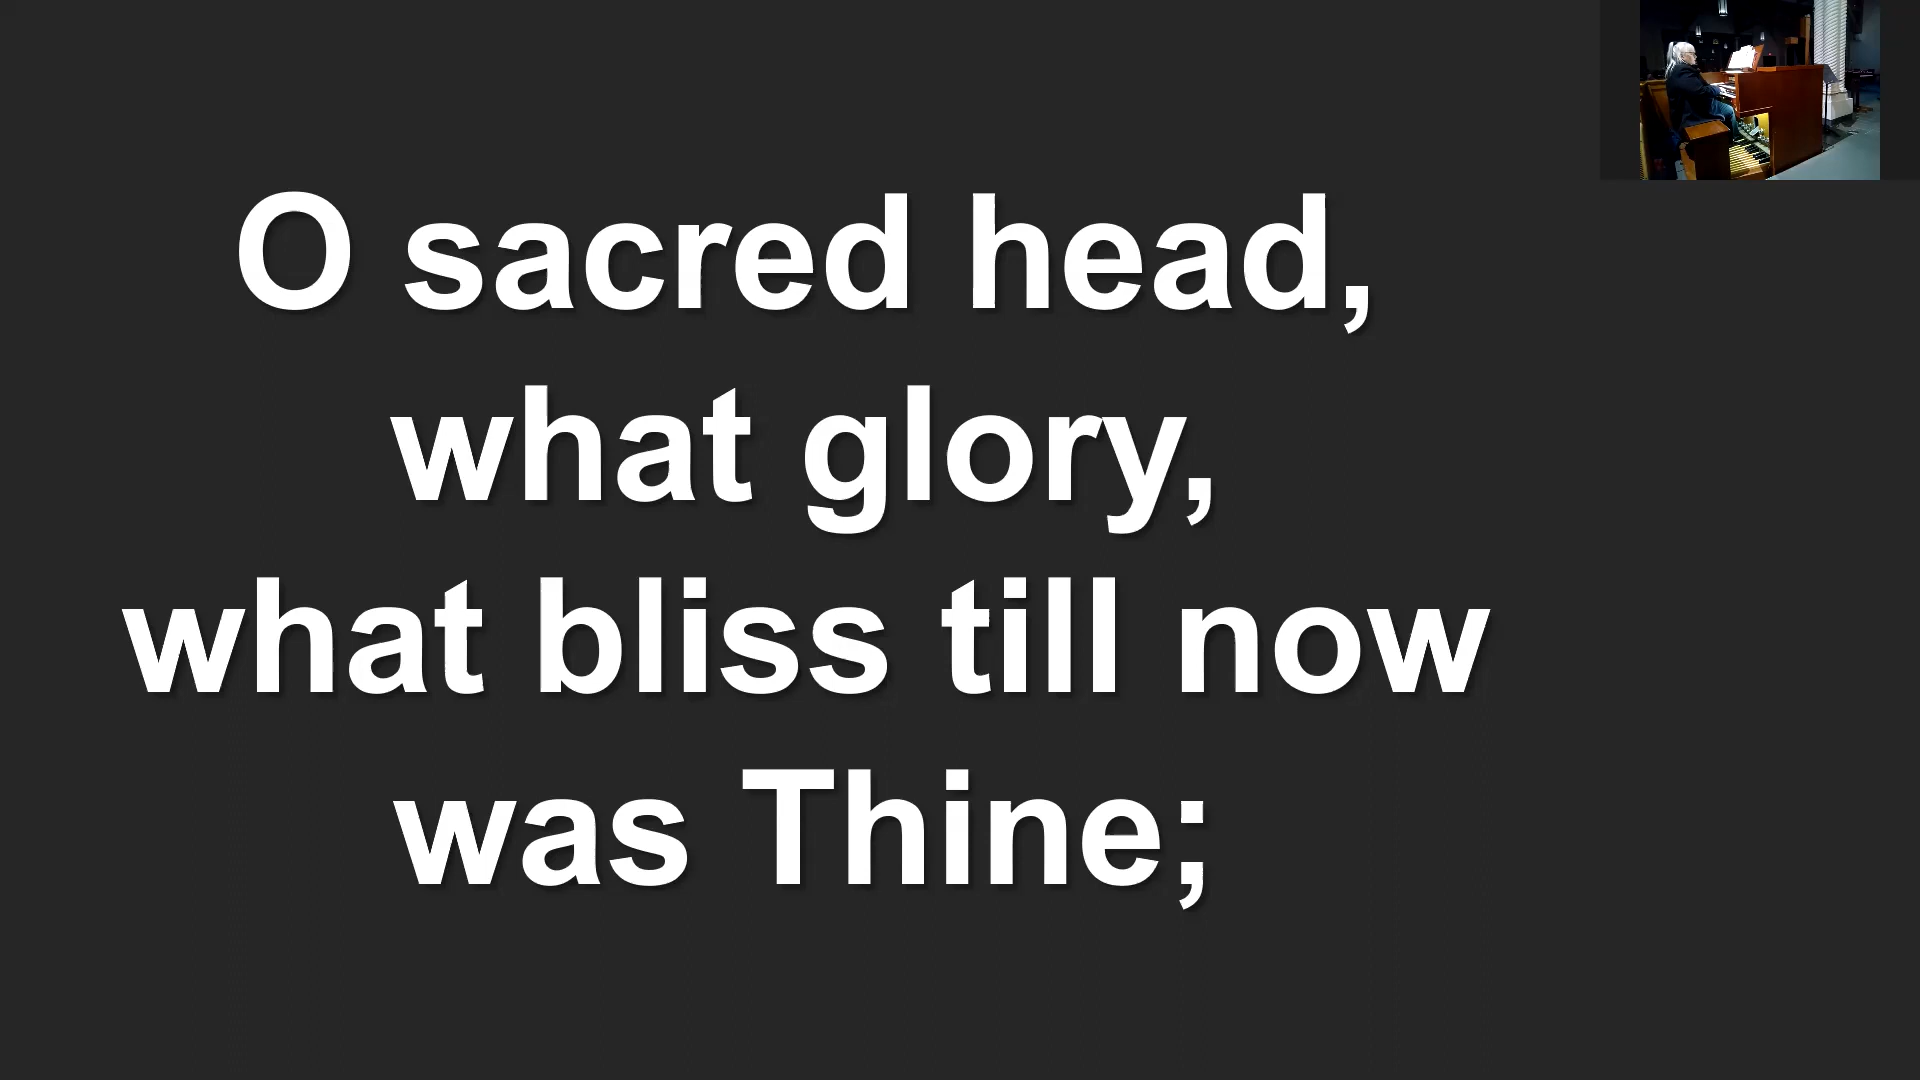 O sacred head,
what glory,
what bliss till now
was Thine;